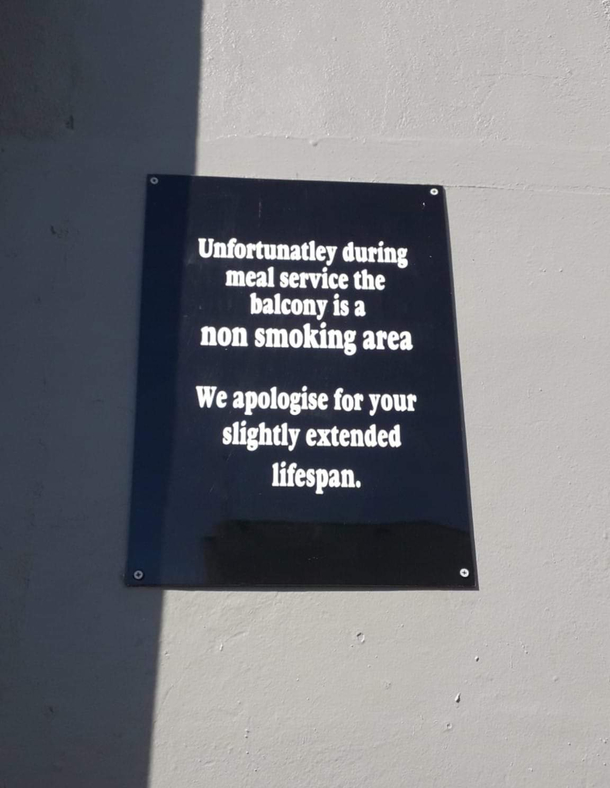 Unfortunatley during
meal service the
balcony is a
non smoking area
We apologise for your
slightly extended
lifespan.